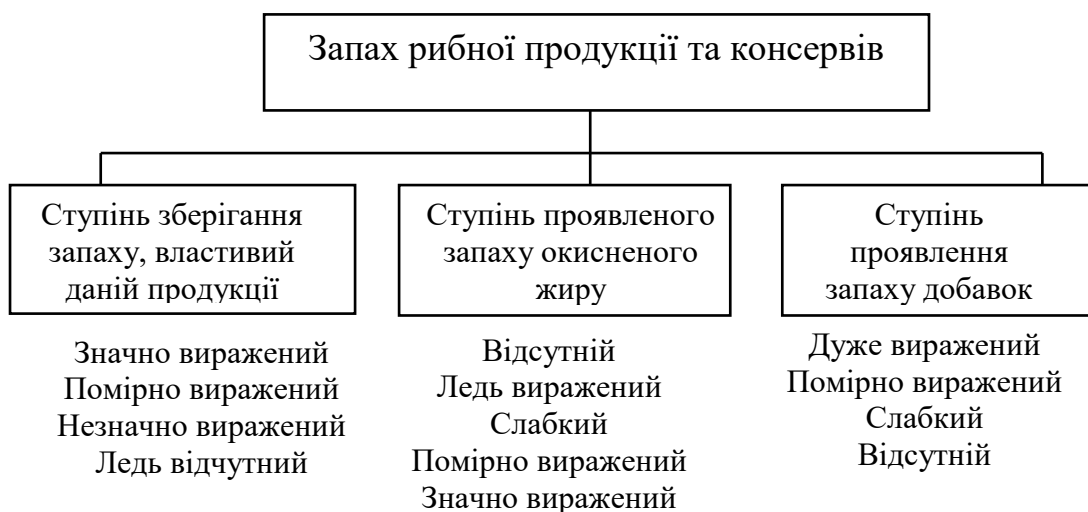 Запах рибної продукції та консервів
Ступінь зберігання
запаху, властивий
даній продукції
Значно виражений
Помірно виражений
Незначно виражений
Ледь відчутний
Ступінь проявленого
запаху окисненого
жиру
Відсутній
Ледь виражений
Слабкий
Помірно виражений
Значно виражений
Ступінь
проявлення
запаху добавок
Дуже виражений
Помірно виражений
Слабкий
Відсутній